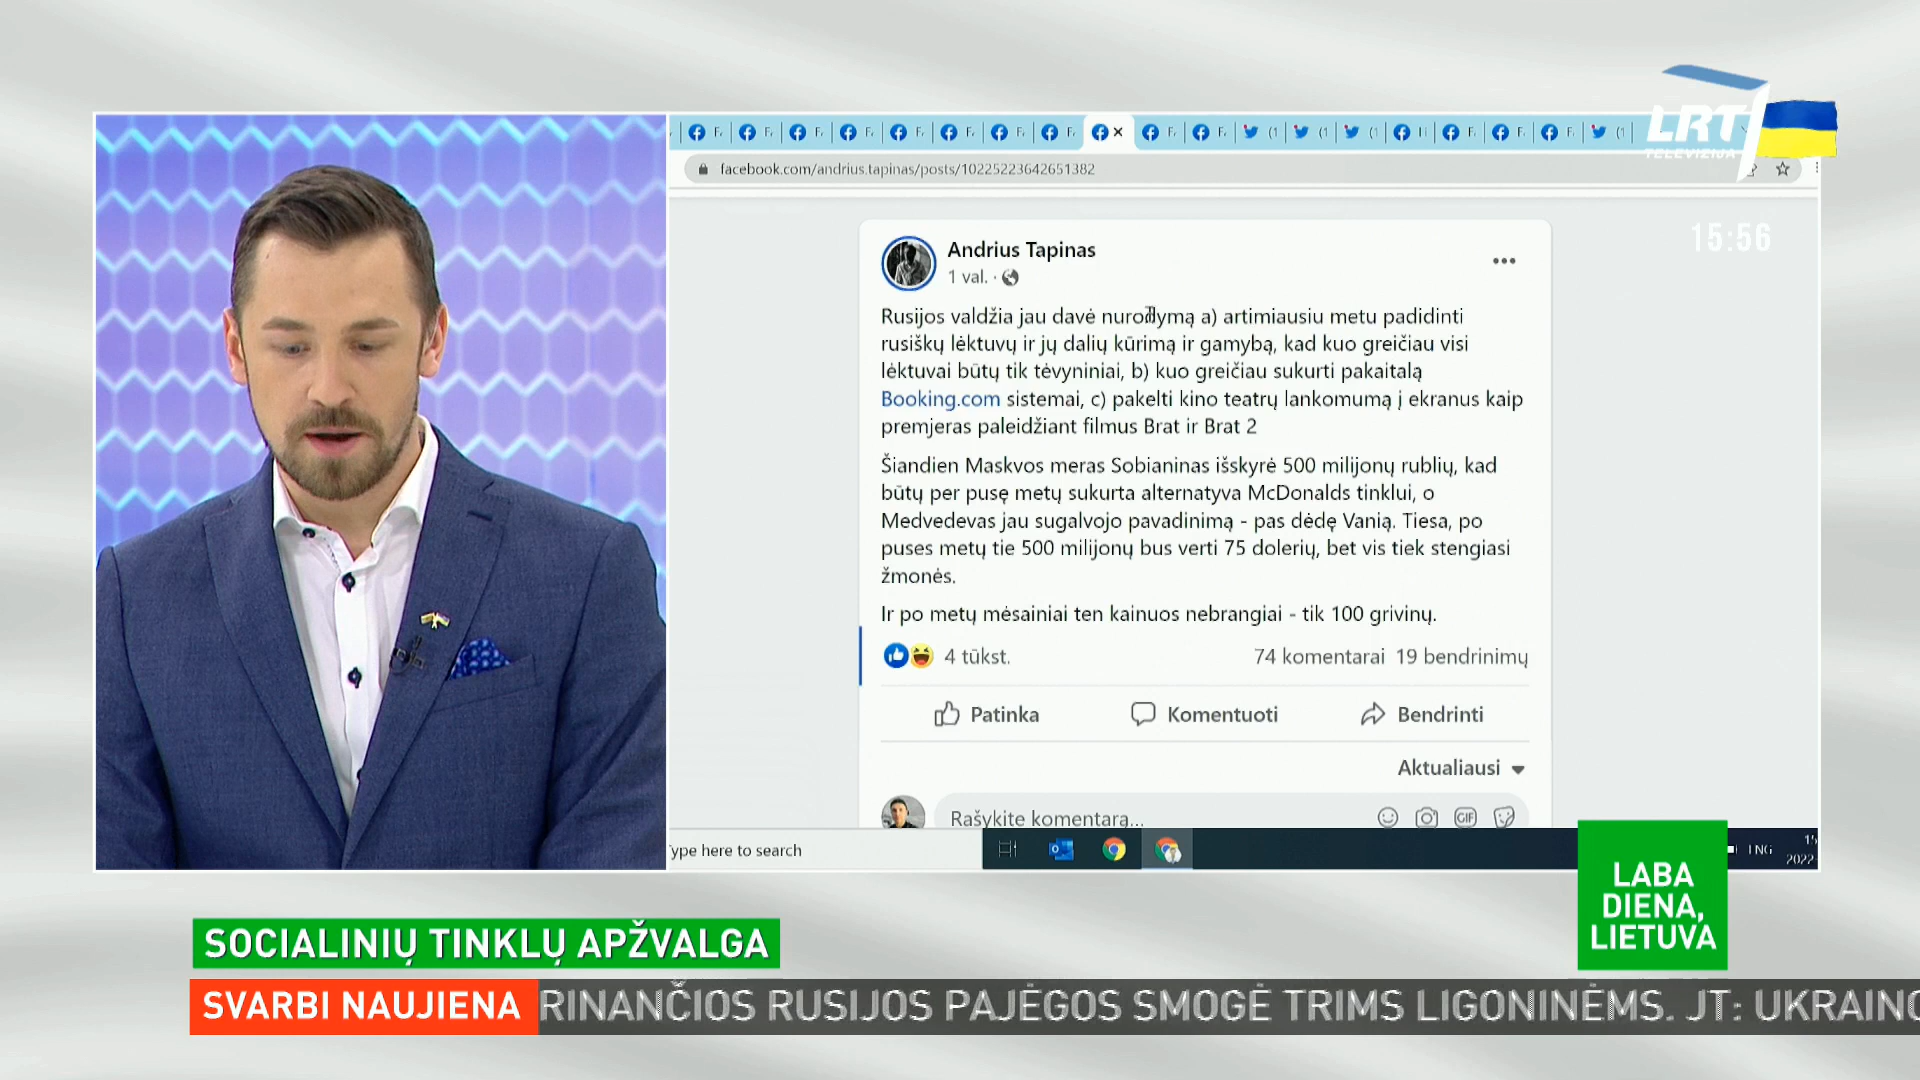 LRT
TELEVIZIJA
facebook.com/andrius.tapinas/posts/10225223642651382
15:56
Andrius Tapinas
1 val.
Rusijos valdžia jau davė nurodymą a) artimiausiu metu padidinti
rusiškų lėktuvų ir jų dalių kūrimą ir gamybą, kad kuo greičiau visi
lėktuvai būtų tik tėvyniniai, b) kuo greičiau sukurti pakaitalą
Booking.com sistemai, c) pakelti kino teatrų lankomumą į ekranus kaip
premjeras paleidžiant filmus Brat ir Brat 2
Šiandien Maskvos meras Sobianinas išskyrė 500 milijonų rublių, kad
būtų per pusę metų sukurta alternatyva McDonalds tinklui, o
Medvedevas jau sugalvojo pavadinimą - pas dėdę Vanią. Tiesa, po
puses metų tie 500 milijonų bus verti 75 dolerių, bet vis tiek stengiasi
žmonės.
Ir po metų mėsainiai ten kainuos nebrangiai - tik 100 grivinų.
4 tūkst. 74 komentarai 19 bendrinimų
Patinka Komentuoti Bendrinti
Aktualiausi
Rašykite komentarą... GIF
ype here to search
ENG
2022
LABA
DIENA,
LIETUVA
SOCIALINIŲ TINKLŲ APŽVALGA
SVARBI NAUJIENA RINANČIOS RUSIJOS PAJĖGOS SMOGĖ TRIMS LIGONINĖMS. JT: UKRAINO